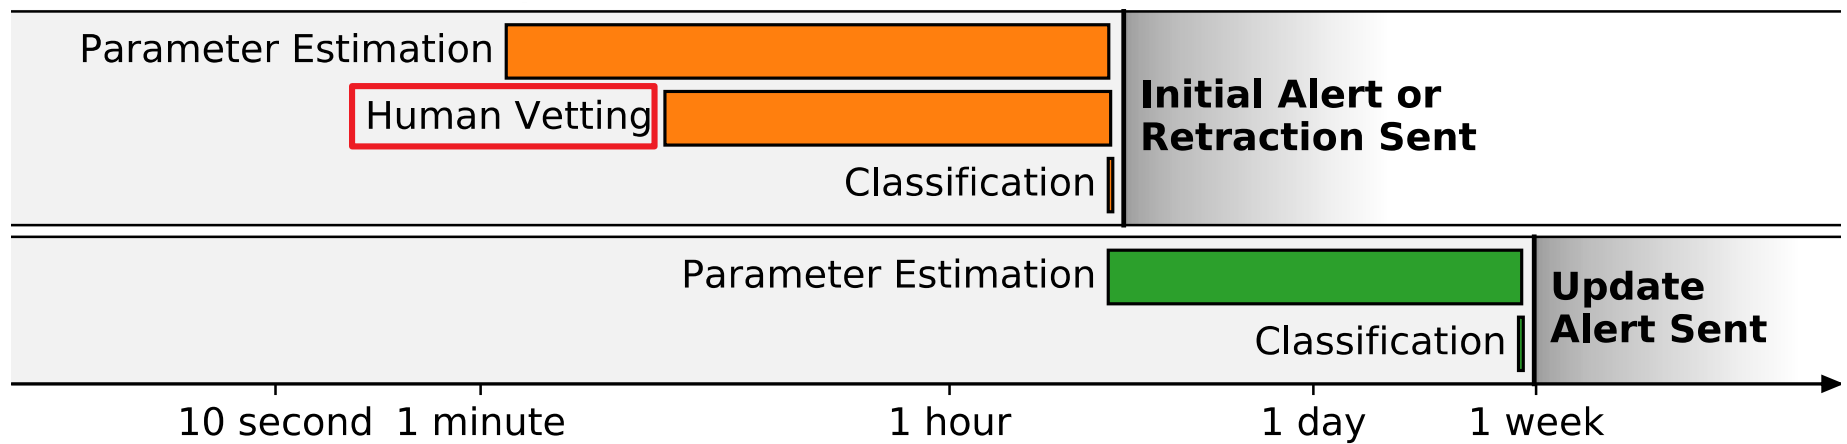 Parameter Estimation
Human Vetting
Classification
Initial Alert or
Retraction Sent
Parameter Estimation
Classification
Update
Alert Sent
10 second 1 minute 1 hour 1 day 1 week